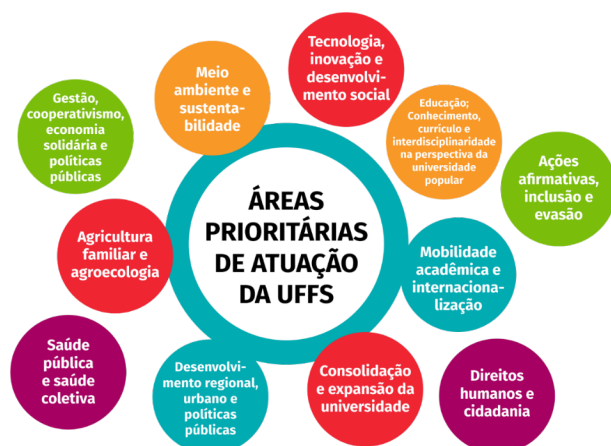 Tecnologia,
inovação e
desenvolvi-
mento social
Meio
ambiente e
sustenta-
bilidade
Gestão,
cooperativismo,
economia
solidária e
políticas
públicas
Educação;
Conhecimento,
currículo e
interdisciplinaridade
na perspectiva da
universidade
popular
Ações
afirmativas,
inclusão e
evasão
ÁREAS
PRIORITÁRIAS
DE ATUAÇÃO
DA UFFS
Agricultura
familiar e
agroecologia
Mobilidade
acadêmica e
internaciona-
lização
Saúde
pública
e saúde
coletiva
Desenvolvi-
mento regional,
urbano e
políticas
públicas
Consolidação
e expansão da
universidade
Direitos
humanos e
cidadania